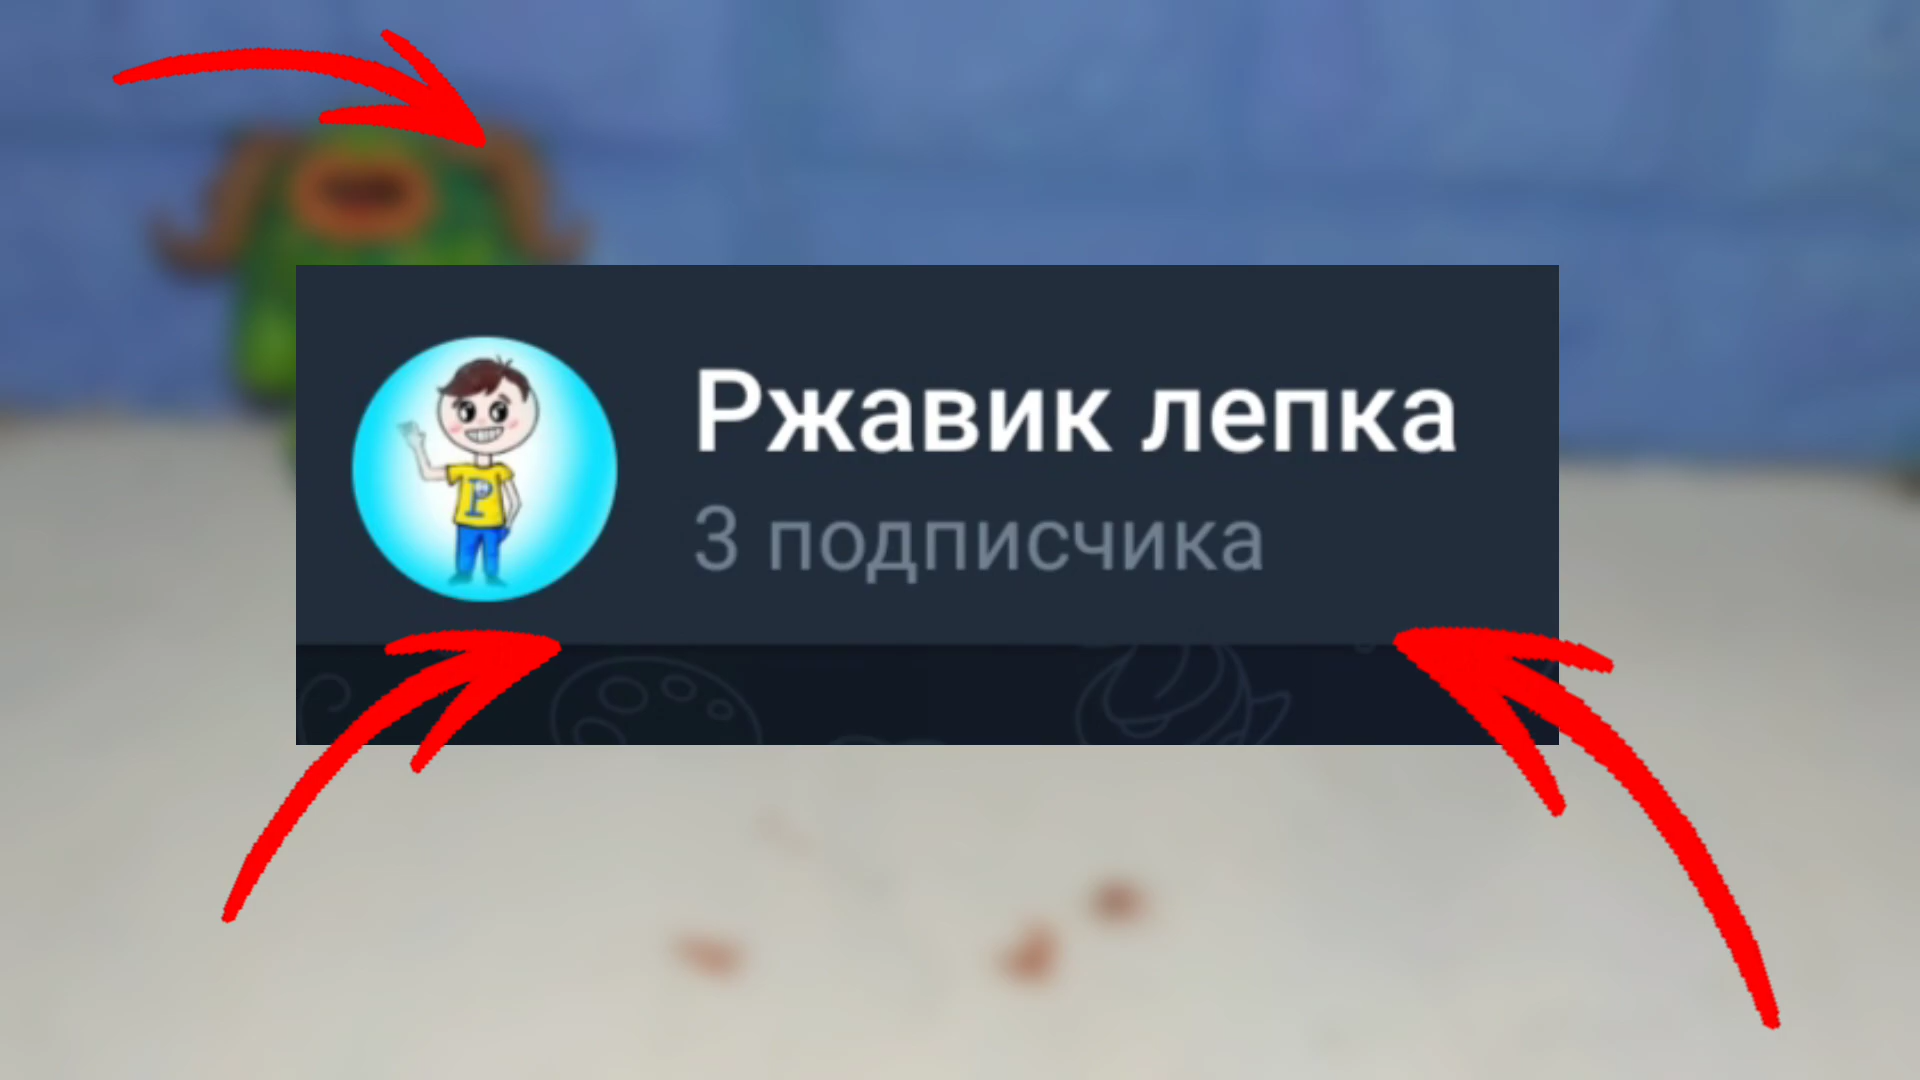 Ржавик лепка
3 подписчика
Р